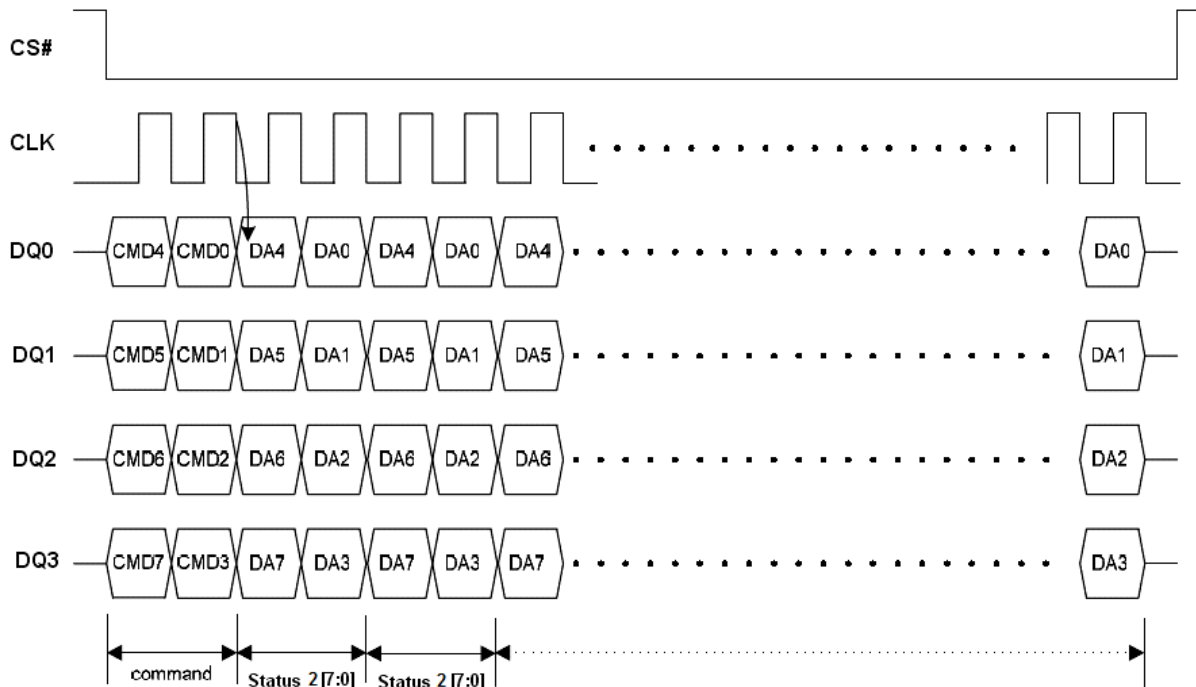 CS#
CLK
DQ0 CMD4 CMD0 DA4 DA0 DA4 DA0 DA4 DA0
DQ1 CMD5 CMD1 DA5 DA1 DA5 DA1 DA5 DA1
DQ2 CMD6 CMD2 DA6 DA2 DA6 DA2 DA6 DA2
DQ3 CMD7 CMD3 DA7 DA3 DA7 DA3 DA7 DA3
command Status 2 [7:0] Status 2 [7:0]